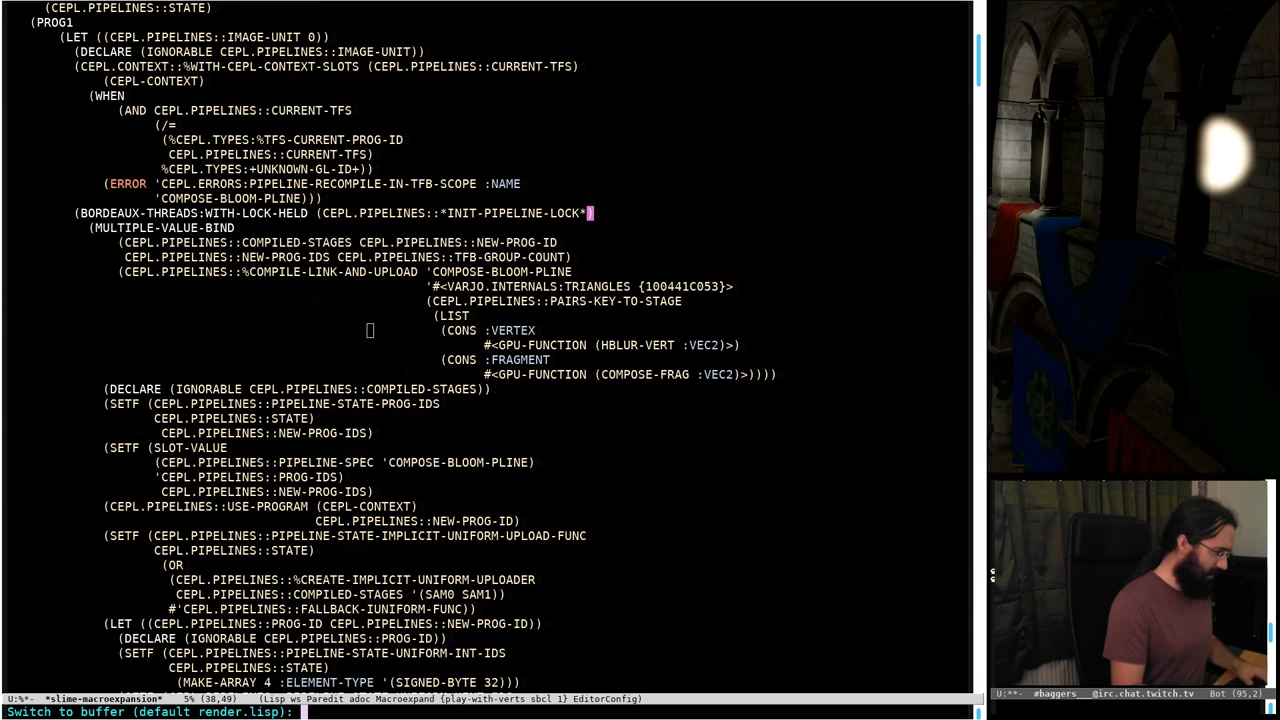 (CEPL.PIPELINES::STATE)
(PROG1
(LET ((CEPL.PIPELINES::IMAGE-UNIT 0))
(DECLARE (IGNORABLE CEPL.PIPELINES::IMAGE-UNIT))
(CEPL.CONTEXT::%WITH-CEPL-CONTEXT-SLOTS (CEPL.PIPELINES::CURRENT-TFS)
(CEPL-CONTEXT)
(WHEN
(AND CEPL.PIPELINES::CURRENT-TFS
(/=
(%CEPL.TYPES:%TFS-CURRENT-PROG-ID
CEPL.PIPELINES::CURRENT-TFS)
%CEPL.TYPES:+UNKNOWN-GL-ID+))
(ERROR 'CEPL.ERRORS:PIPELINE-RECOMPILE-IN-TFB-SCOPE :NAME
'COMPOSE-BLOOM-PLINE)))
(BORDEAUX-THREADS:WITH-LOCK-HELD (CEPL.PIPELINES::*INIT-PIPELINE-LOCK*)
(MULTIPLE-VALUE-BIND
(CEPL.PIPELINES::COMPILED-STAGES CEPL.PIPELINES::NEW-PROG-ID
CEPL.PIPELINES::NEW-PROG-IDS CEPL.PIPELINES::TFB-GROUP-COUNT)
(CEPL.PIPELINES::%COMPILE-LINK-AND-UPLOAD 'COMPOSE-BLOOM-PLINE
'#<VARJO.INTERNALS:TRIANGLES {100441C053}>
(CEPL.PIPELINES::PAIRS-KEY-TO-STAGE
(LIST
(CONS :VERTEX
#<GPU-FUNCTION (HBLUR-VERT :VEC2)>)
(CONS :FRAGMENT
#<GPU-FUNCTION (COMPOSE-FRAG :VEC2)>))))
(DECLARE (IGNORABLE CEPL.PIPELINES::COMPILED-STAGES))
(SETF (CEPL.PIPELINES::PIPELINE-STATE-PROG-IDS
CEPL.PIPELINES::STATE)
CEPL.PIPELINES::NEW-PROG-IDS)
(SETF (SLOT-VALUE
(CEPL.PIPELINES::PIPELINE-SPEC 'COMPOSE-BLOOM-PLINE)
'CEPL.PIPELINES::PROG-IDS)
CEPL.PIPELINES::NEW-PROG-IDS)
(CEPL.PIPELINES::USE-PROGRAM (CEPL-CONTEXT)
CEPL.PIPELINES::NEW-PROG-ID)
(SETF (CEPL.PIPELINES::PIPELINE-STATE-IMPLICIT-UNIFORM-UPLOAD-FUNC
CEPL.PIPELINES::STATE)
(OR
(CEPL.PIPELINES::%CREATE-IMPLICIT-UNIFORM-UPLOADER
CEPL.PIPELINES::COMPILED-STAGES '(SAM0 SAM1))
#'CEPL.PIPELINES::FALLBACK-IUNIFORM-FUNC))
(LET ((CEPL.PIPELINES::PROG-ID CEPL.PIPELINES::NEW-PROG-ID))
(DECLARE (IGNORABLE CEPL.PIPELINES::PROG-ID))
(SETF (CEPL.PIPELINES::PIPELINE-STATE-UNIFORM-INT-IDS
CEPL.PIPELINES::STATE)
(MAKE-ARRAY 4 :ELEMENT-TYPE '(SIGNED-BYTE 32)))
U:%*- *slime-macroexpansion* 5% (38,49) (Lisp ws Paredit adoc Macroexpand {play-with-verts sbcl 1} EditorConfig)
Switch to buffer (default render.lisp):
U:**- #baggers___@irc.chat.twitch.tv Bot (95,2)